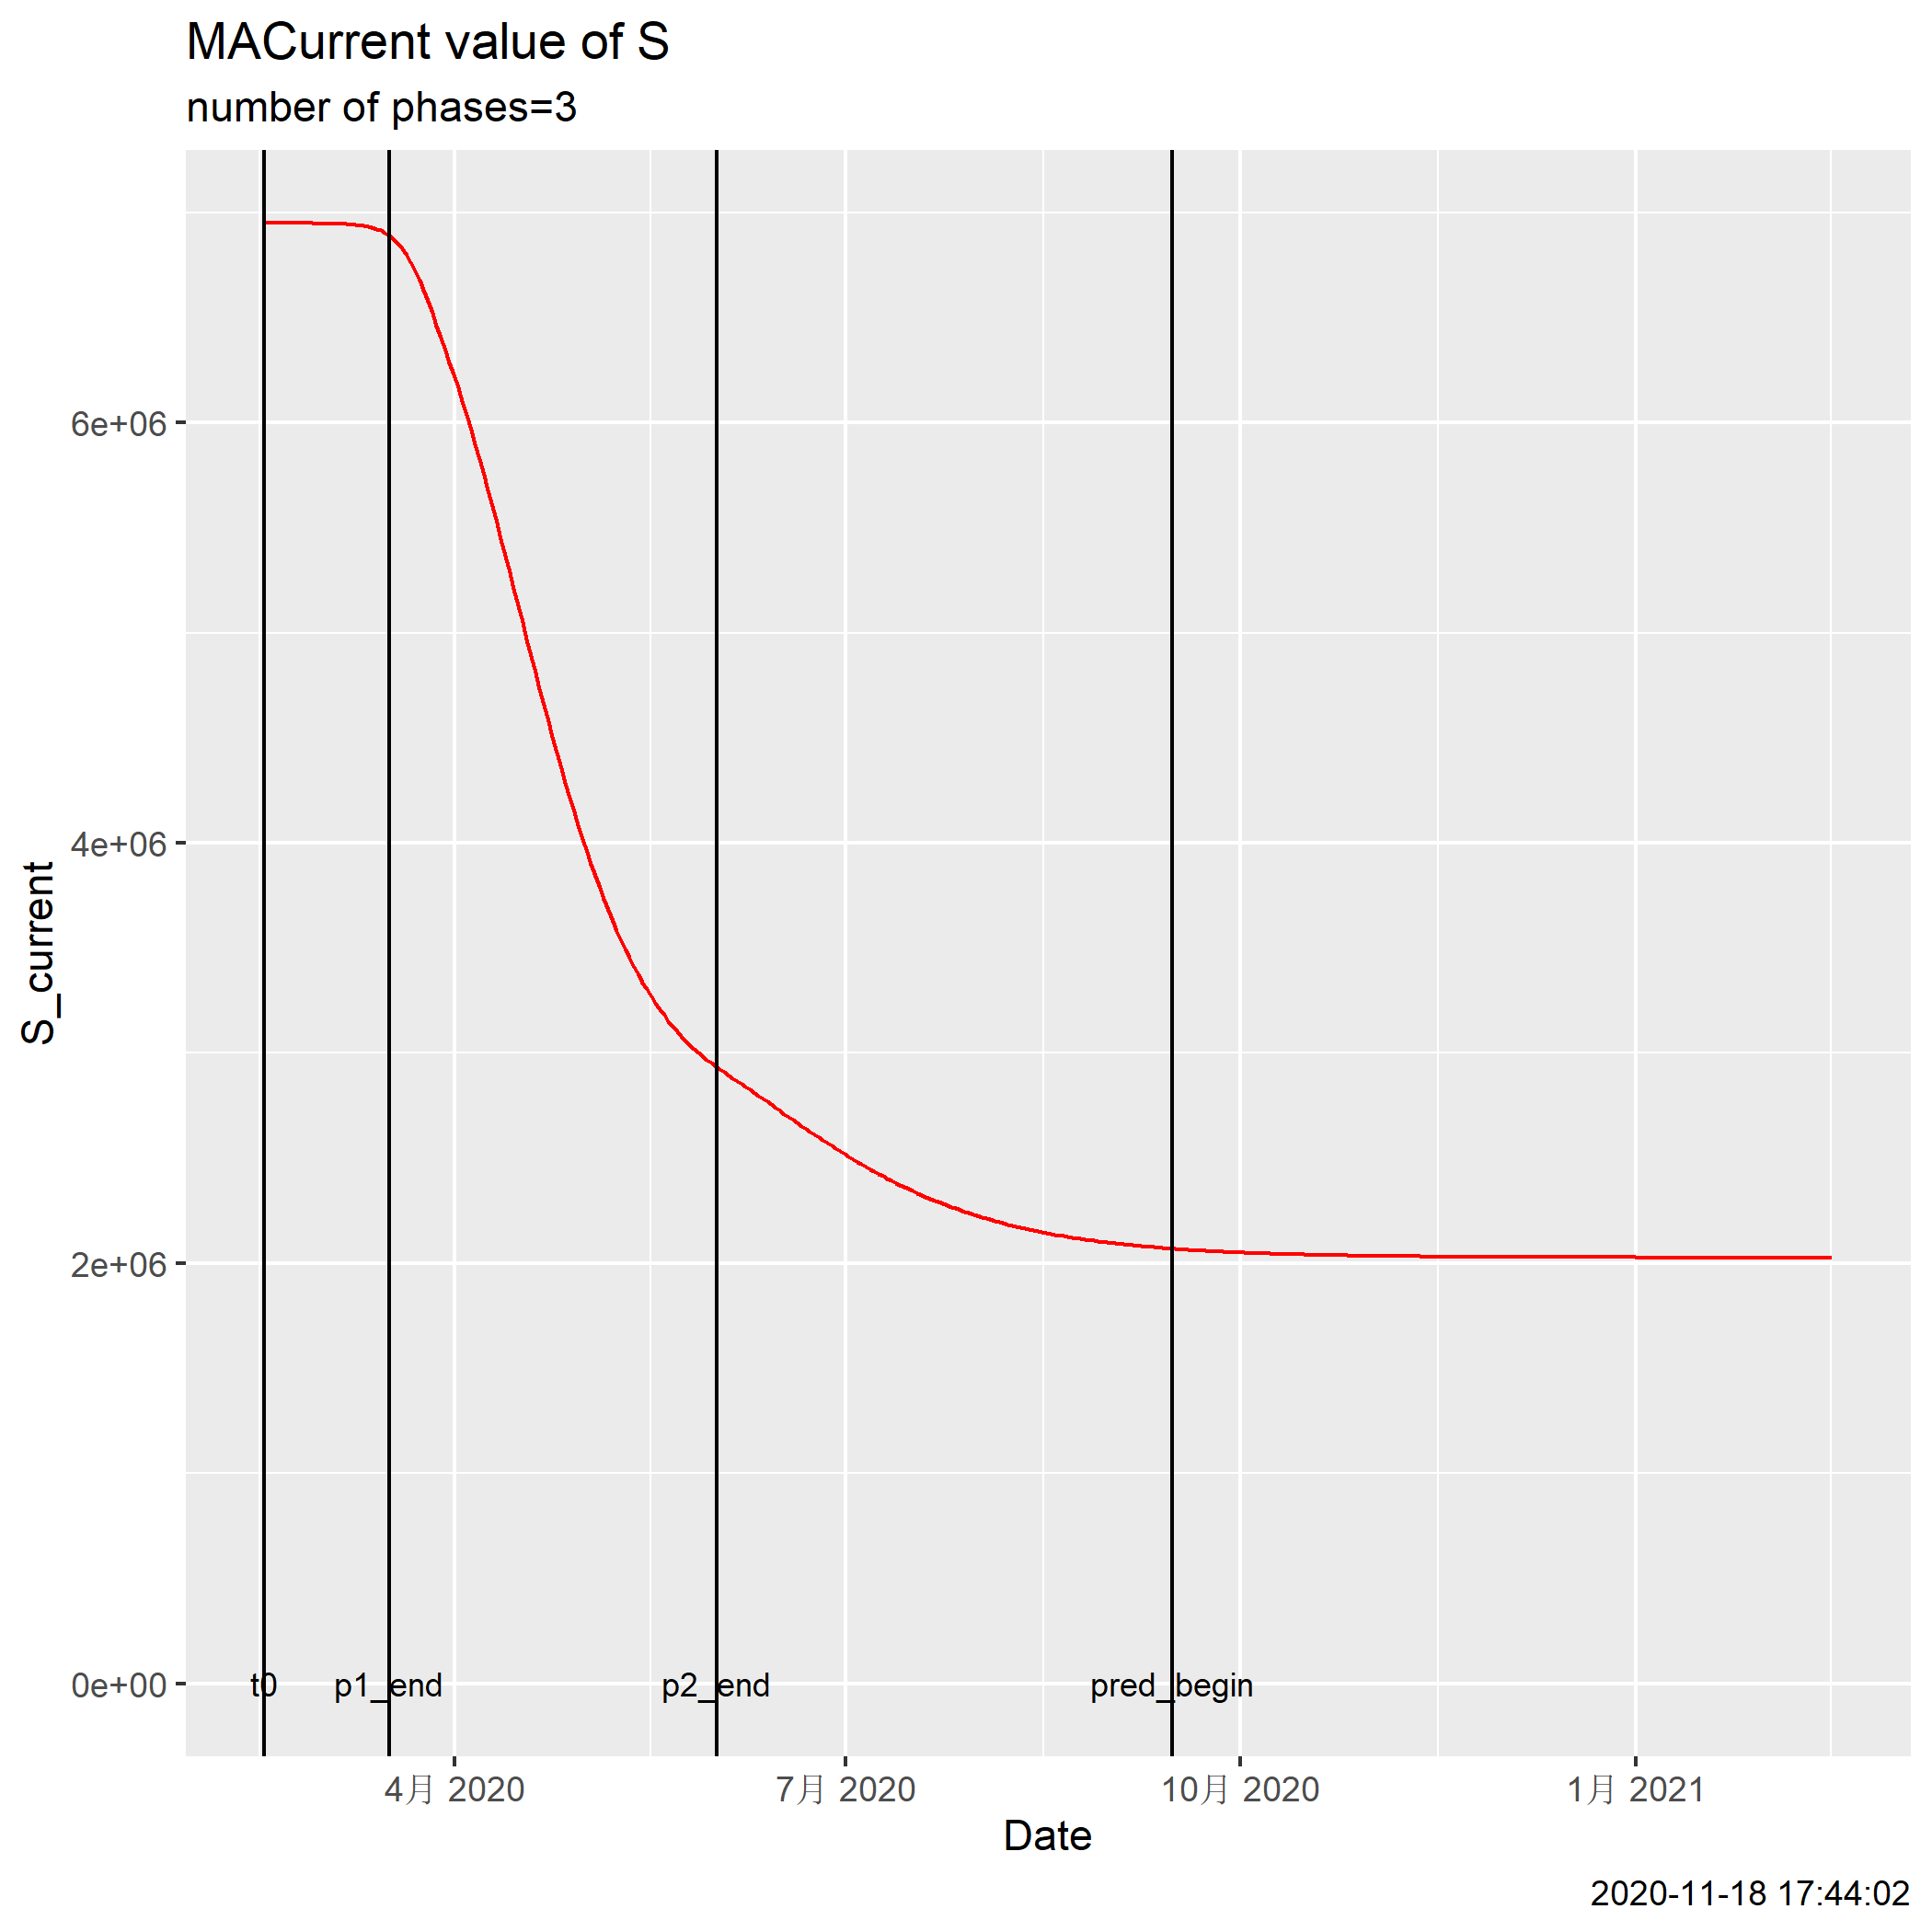 MACurrent value of S
number of phases=3
S_current
6e+06
4e+06
2e+06
0e+00
t0
p1_end
p2_end
pred_begin
4月 2020
7月 2020
10月 2020
1月 2021
Date
2020-11-18 17:44:02